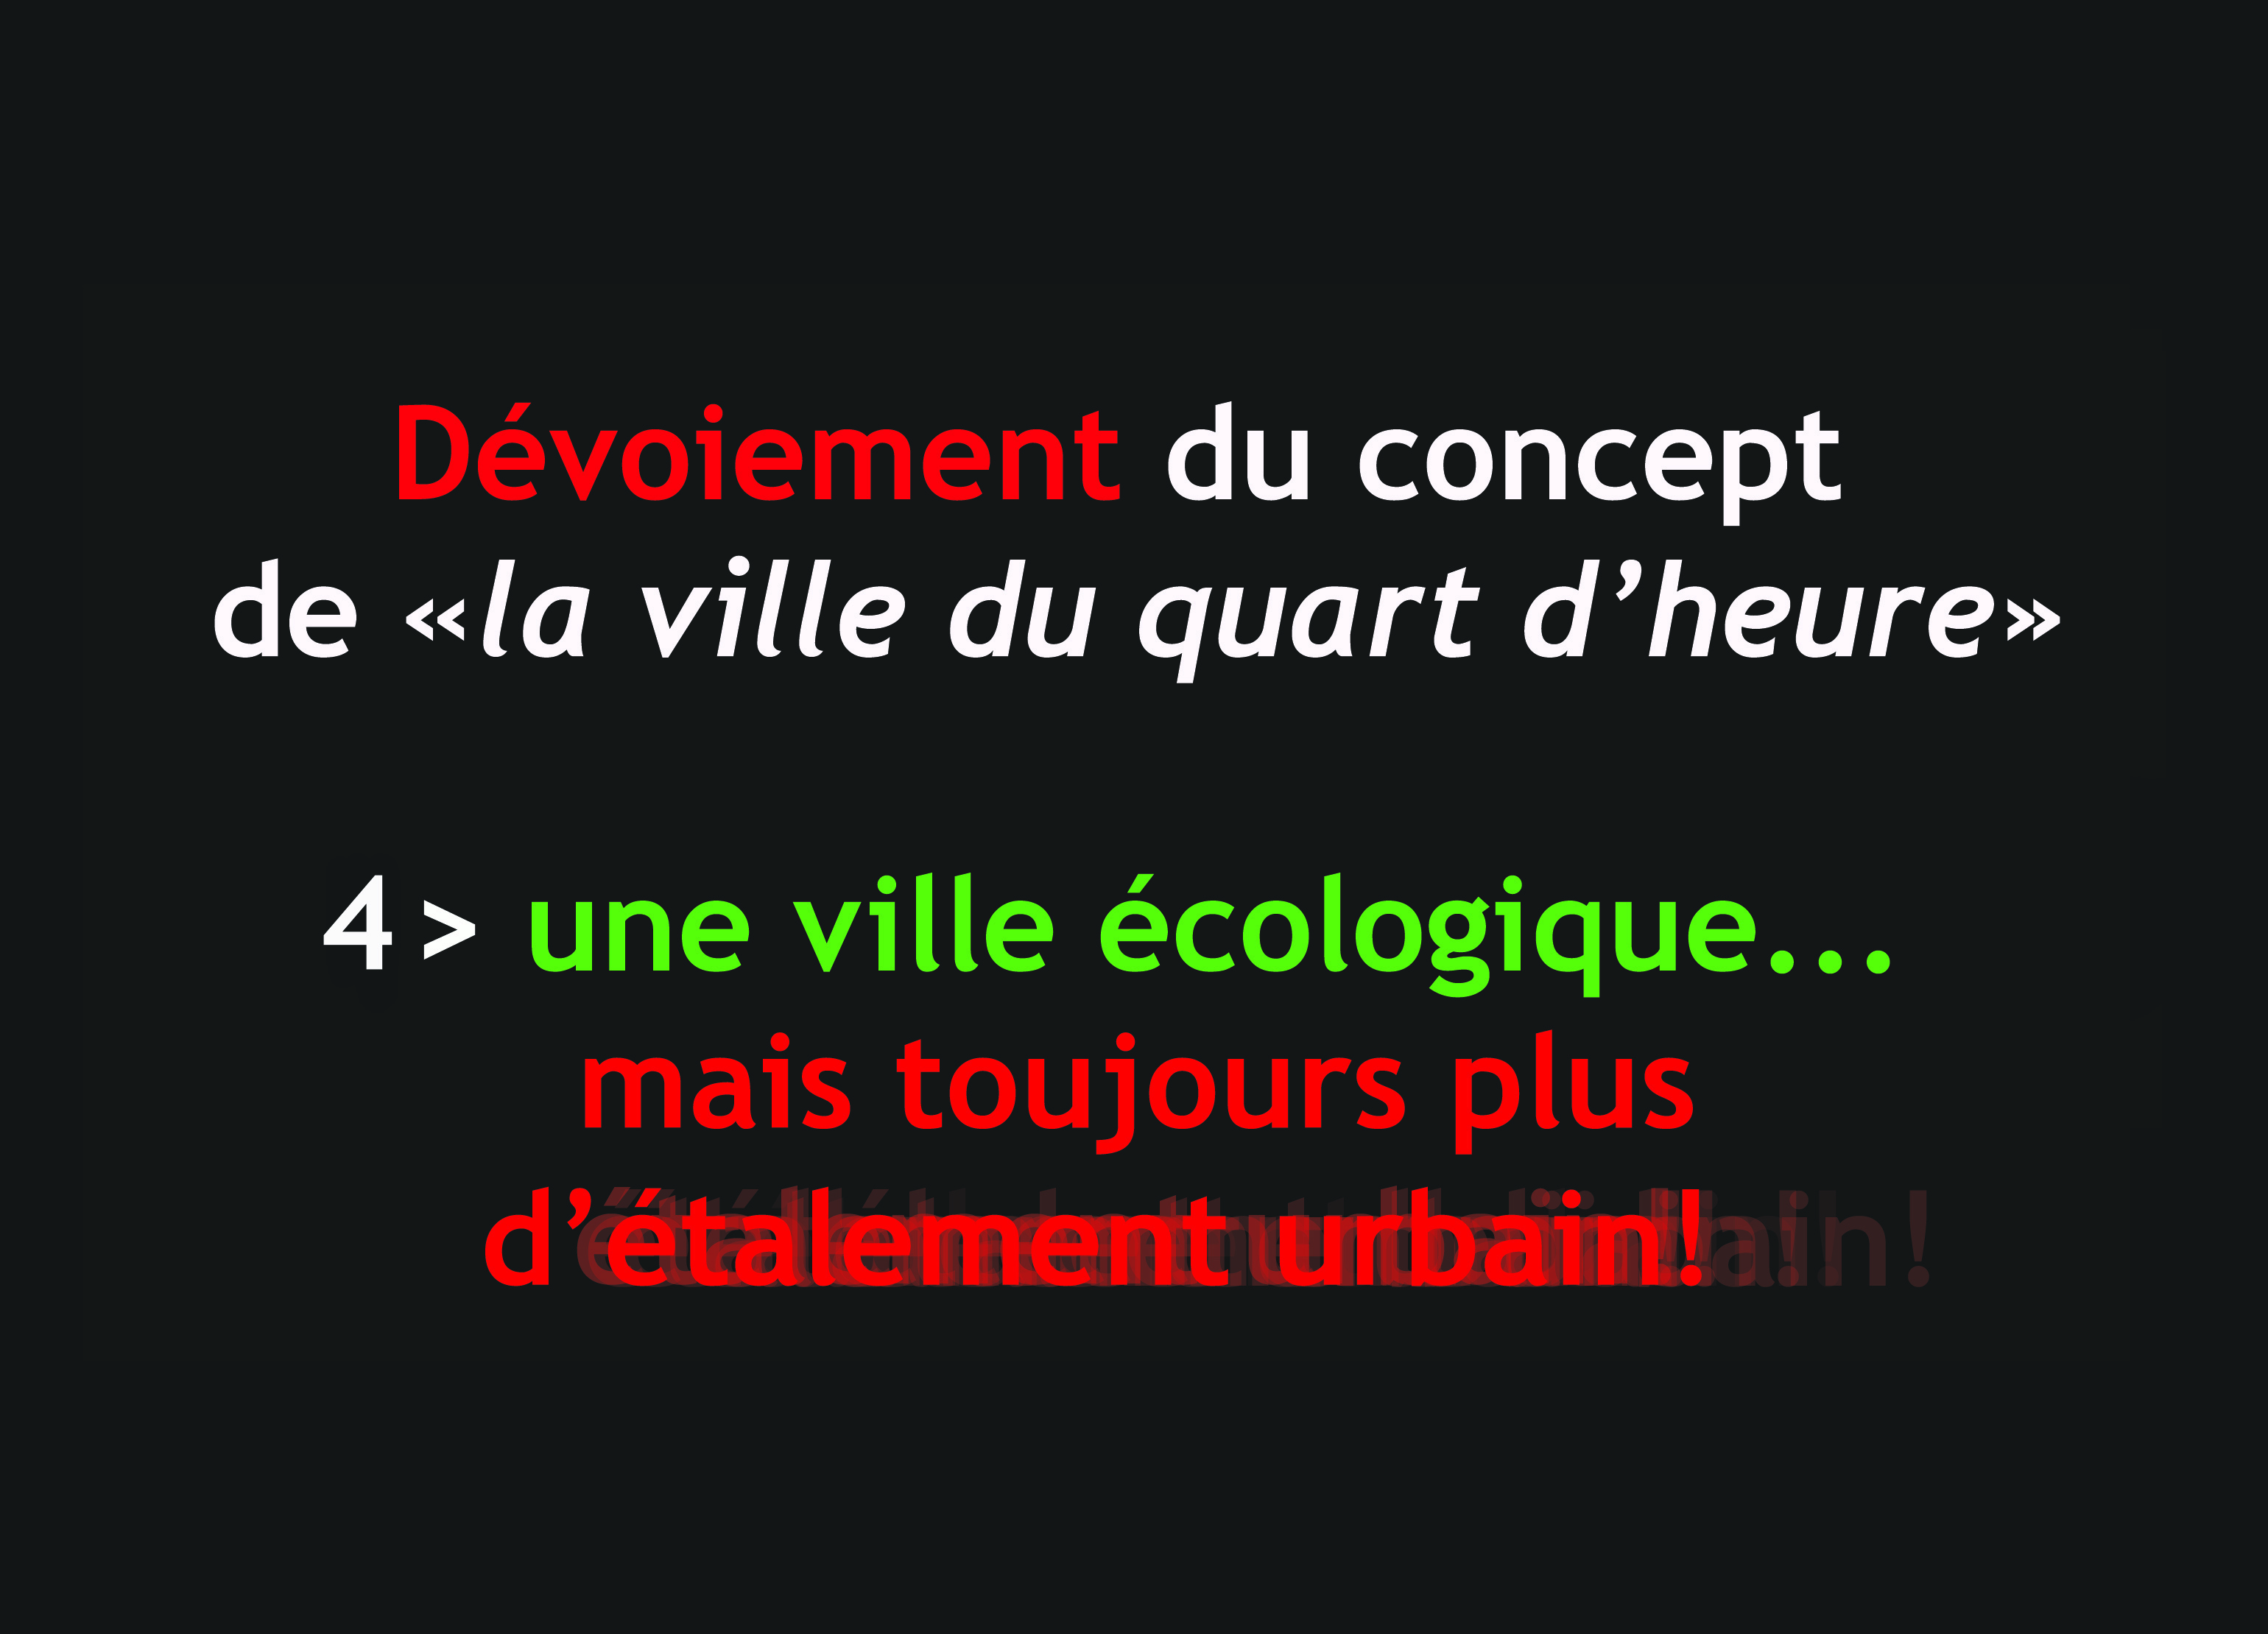 Dévoiement du concept
de «la ville du quart d’heure»
4 > une ville écologique...
mais toujours plus
d’étalement urbain!